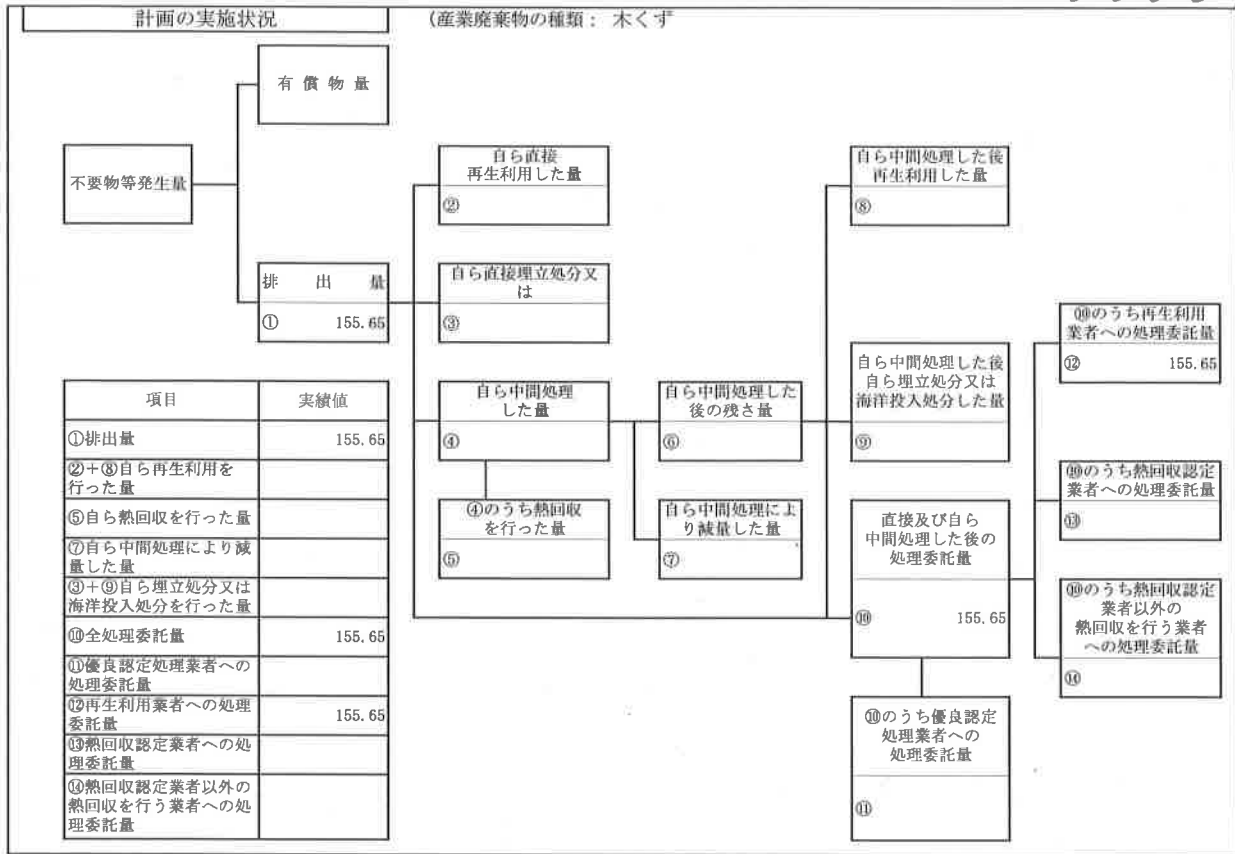 計画の実施状況
(産業廃棄物の種類： 木くず
有 償 物 量
不要物等発生量
排 出 量
① 155.65
自ら直接
再生利用した量
②
自ら直接埋立処分又
は
③
自ら中間処理
した量
④
④のうち熱回収
を行った量
⑤
自ら中間処理した
後の残さ量
⑥
自ら中間処理によ
り減量した量
⑦
自ら中間処理した後
再生利用した量
⑧
自ら中間処理した後
自ら埋立処分又は
海洋投入処分した量
⑨
直接及び自ら
中間処理した後の
処理委託量
⑩ 155.65
⑩のうち優良認定
処理業者への
処理委託量
⑪
⑩のうち再生利用
業者への処理委託量
⑫ 155.65
⑩のうち熱回収認定
業者への処理委託量
⑬
⑩のうち熱回収認定
業者以外の
熱回収を行う業者
への処理委託量
⑭
項目 実績値
①排出量 155.65
②＋⑧自ら再生利用を
行った量
⑤自ら熱回収を行った量
⑦自ら中間処理により減
量した量
③＋⑨自ら埋立処分又は
海洋投入処分を行った量
⑩全処理委託量 155.65
⑪優良認定処理業者への
処理委託量
⑫再生利用業者への処理
委託量 155.65
⑬熱回収認定業者への処
理委託量
⑭熱回収認定業者以外の
熱回収を行う業者への処
理委託量